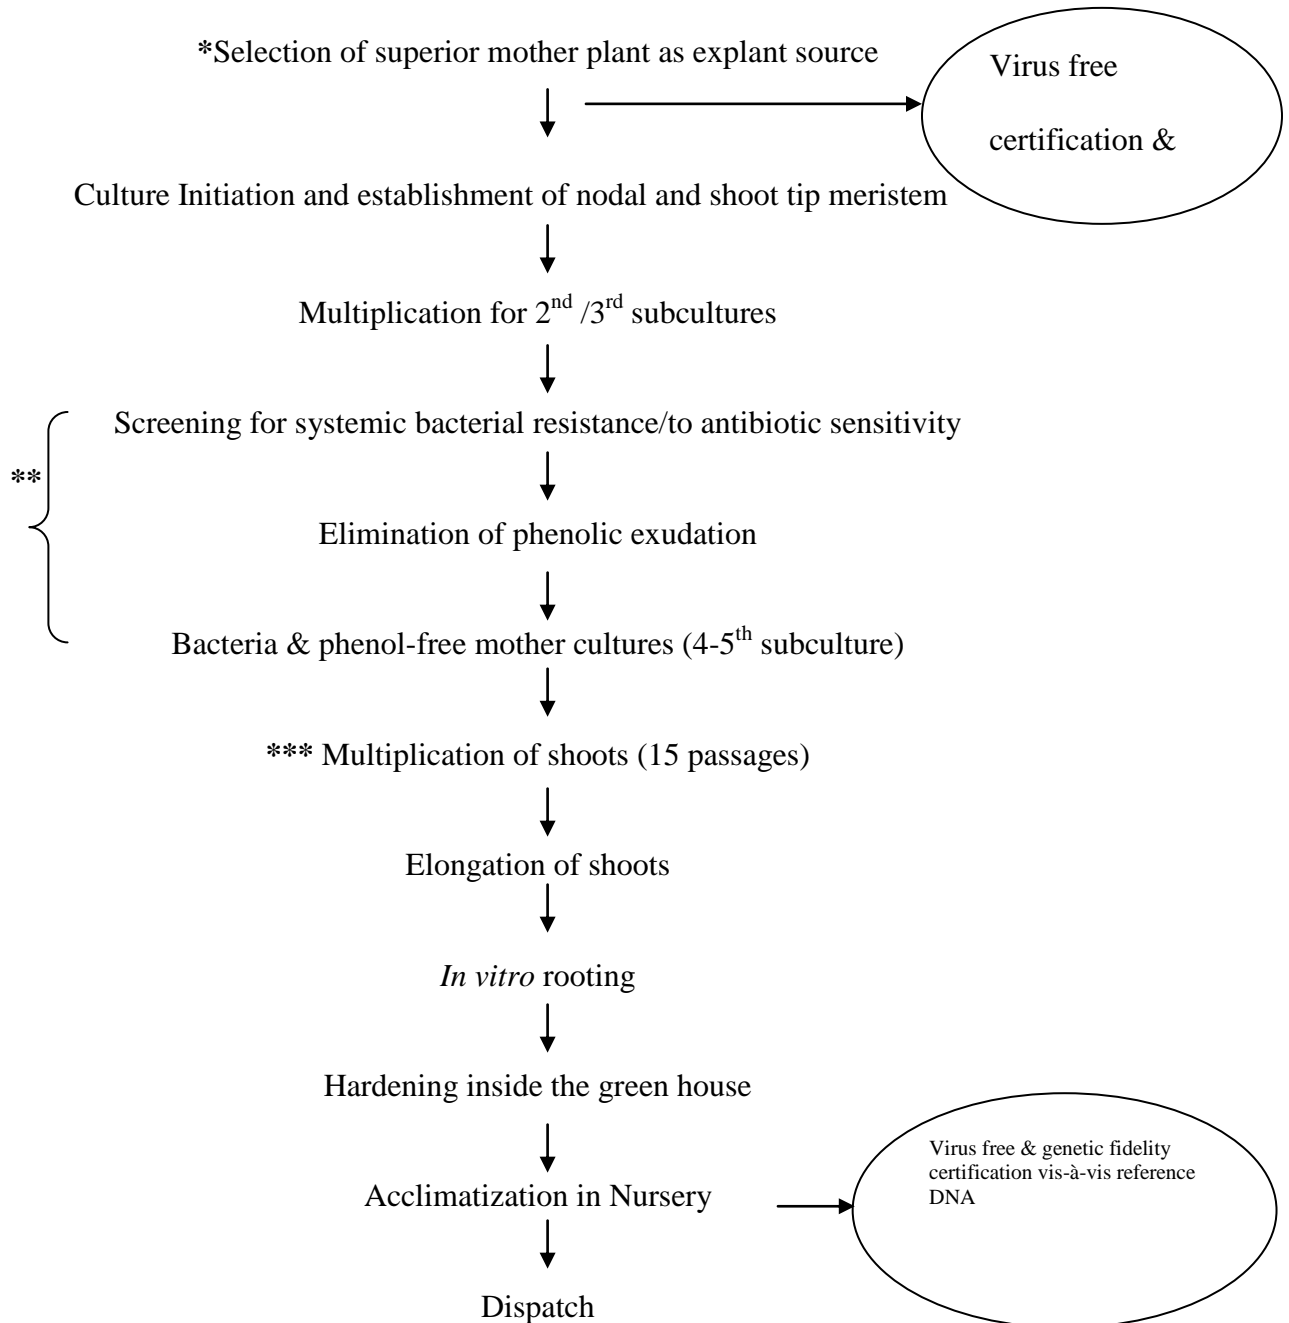 *Selection of superior mother plant as explant source
Virus free
certification &
Culture Initiation and establishment of nodal and shoot tip meristem
Multiplication for 2nd /3rd subcultures
Screening for systemic bacterial resistance/to antibiotic sensitivity
**
Elimination of phenolic exudation
Bacteria & phenol-free mother cultures (4-5th subculture)
*** Multiplication of shoots (15 passages)
Elongation of shoots
In vitro rooting
Hardening inside the green house
Virus free & genetic fidelity
certification vis-à-vis reference
DNA
Acclimatization in Nursery
Dispatch